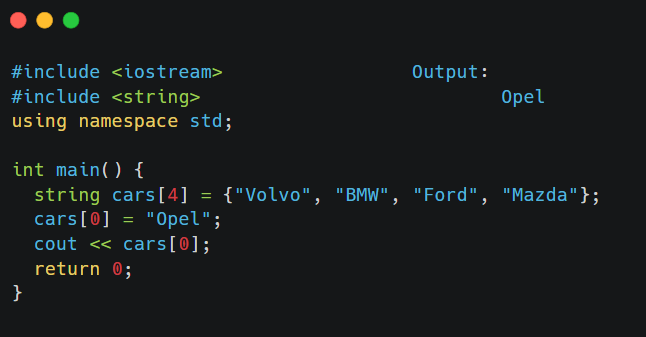 #include <iostream> Output:
#include <string> Opel
using namespace std;
int main() {
string cars[4] = {"Volvo", "BMW", "Ford", "Mazda"};
cars[0] = "Opel";
cout << cars[0];
return 0;
}